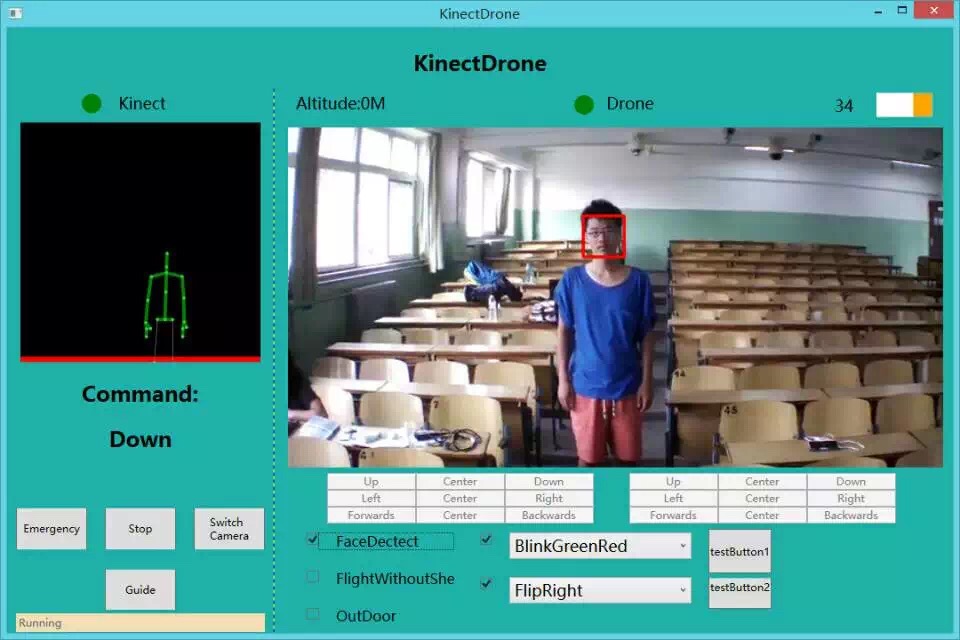 KinectDrone
KinectDrone
Kinect
Altitude:0M
Drone
34
Command:
Down
Emergency
Stop
Switch
Camera
Guide
Running
Up Center Down
Left Center Right
Forwards Center Backwards
Up Center Down
Left Center Right
Forwards Center Backwards
FaceDectect
BlinkGreenRed
testButton1
FlightWithoutShe
FlipRight
testButton2
OutDoor
45